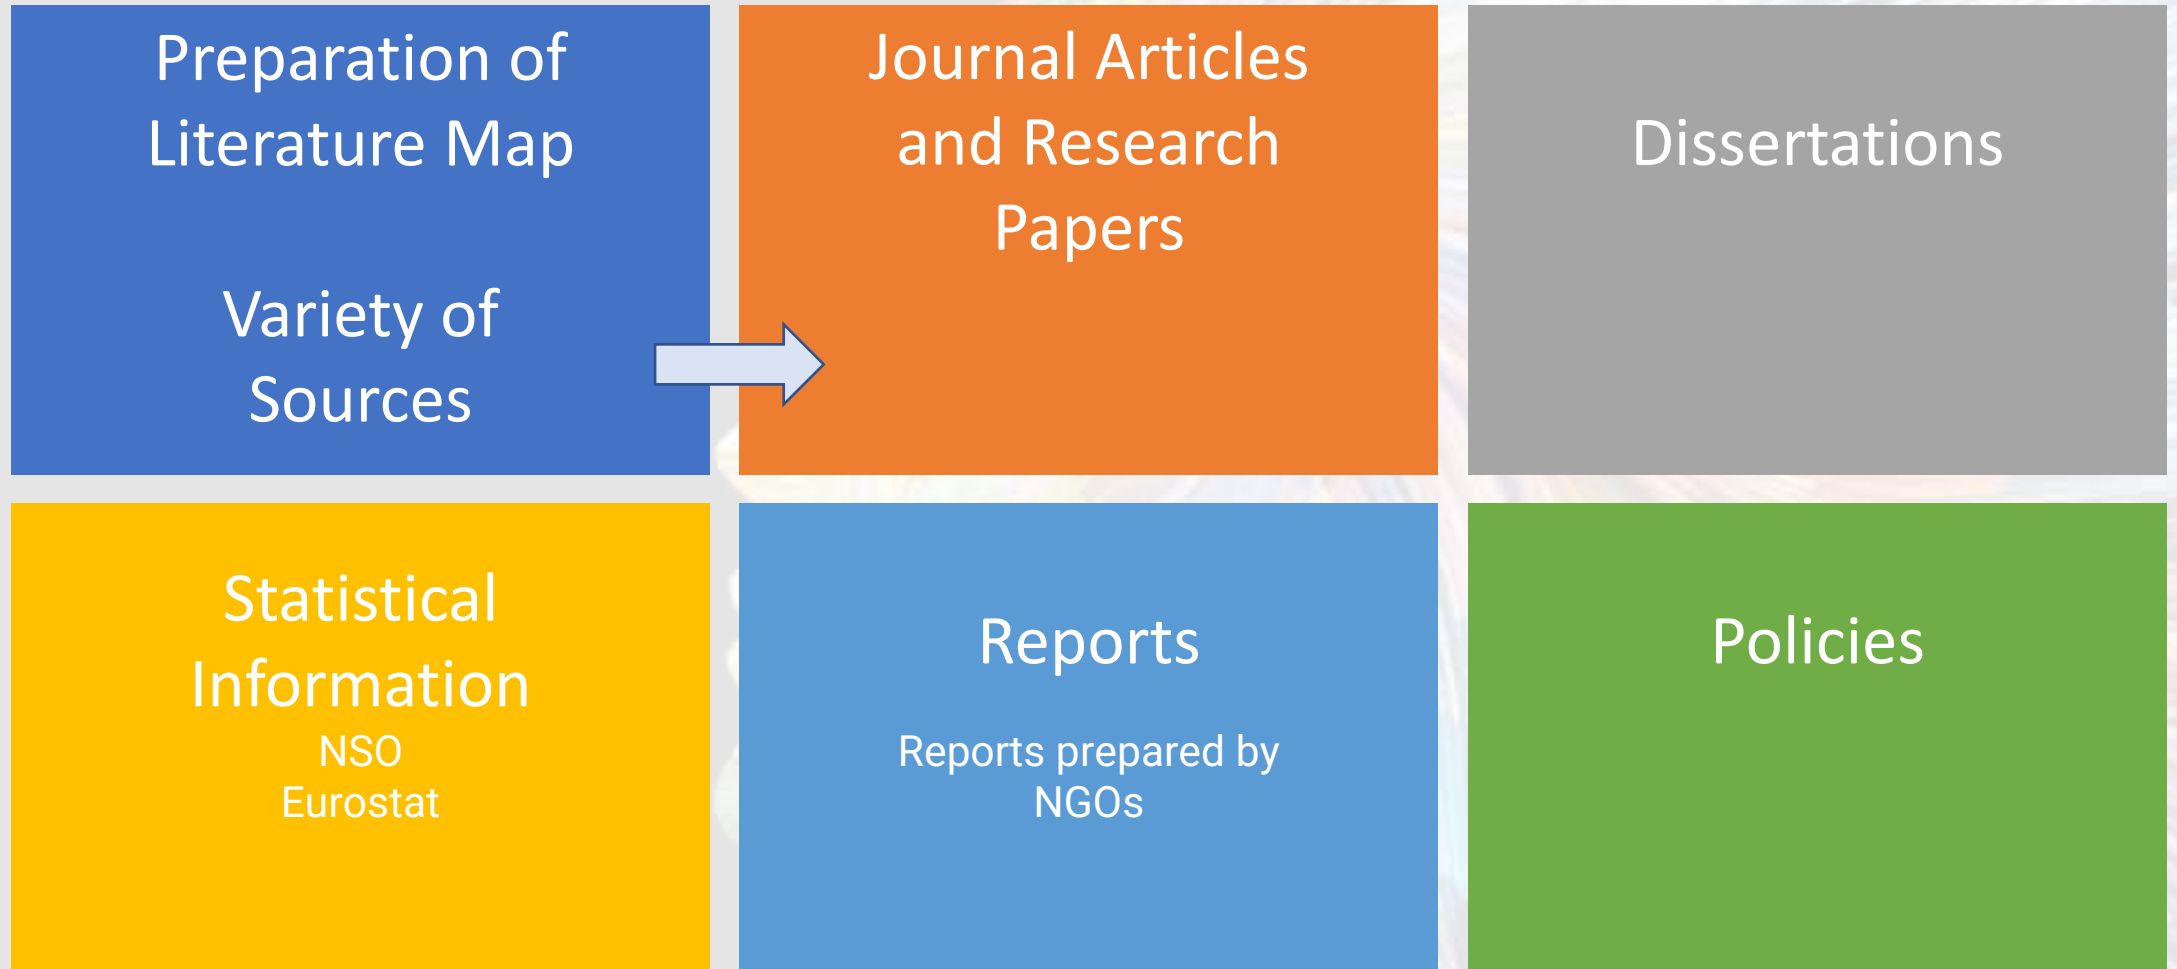 Preparation of
Literature Map
Variety of
Sources
Journal Articles
and Research
Papers
Dissertations
Statistical
Information
NSO
Eurostat
Reports
Reports prepared by
NGOs
Policies